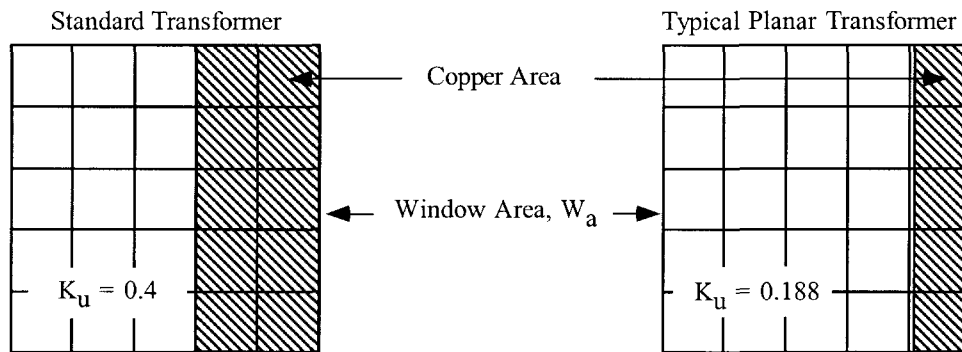 Standard Transformer
Typical Planar Transformer
Copper Area
Window Area, Wa
Ku = 0.4
Ku = 0.188